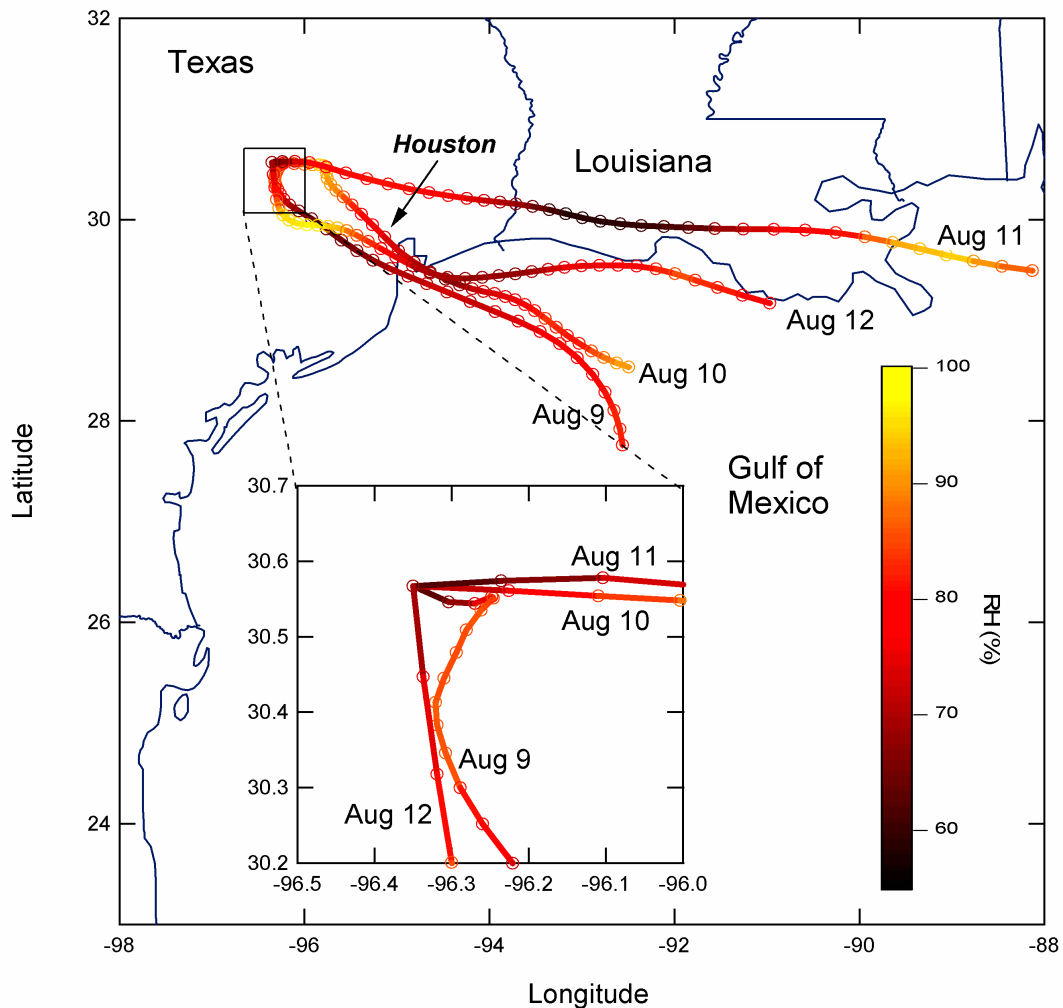 32
Texas
Houston
Louisiana
30
Aug 11
Aug 12
Aug 10
Aug 9
28
Gulf of
Mexico
Latitude
100
90
80
70
60
RH (%)
30.7
30.6
30.5
30.4
30.3
30.2
Aug 11
Aug 10
Aug 9
Aug 12
-96.5
-96.4
-96.3
-96.2
-96.1
-96.0
26
24
-98
-96
-94
-92
-90
-88
Longitude